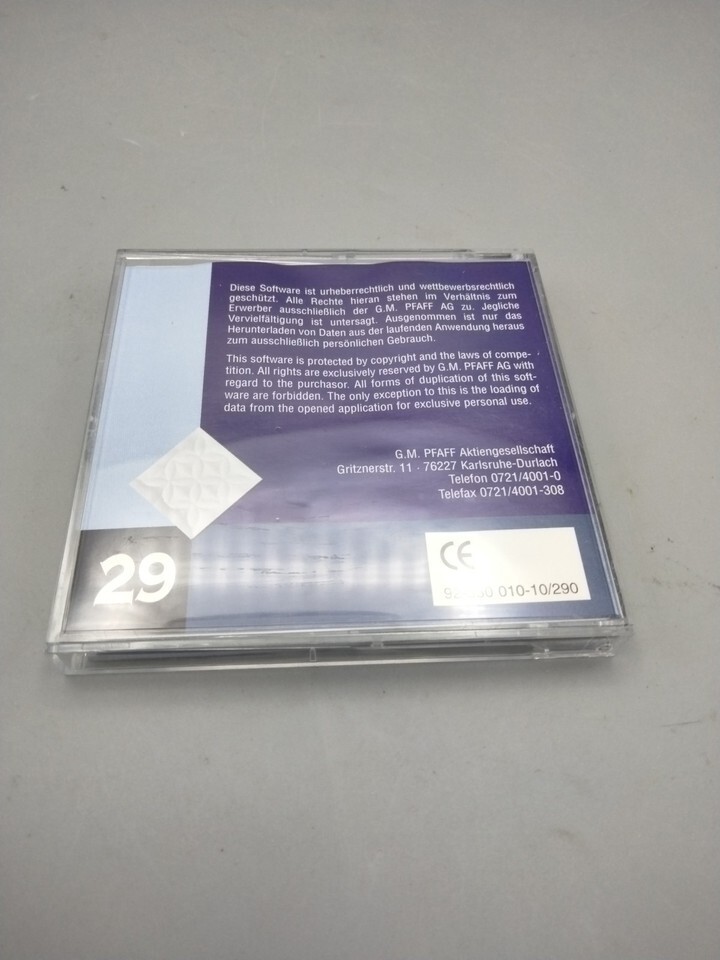 Diese Software ist urheberrechtlich und wettbewerbsrechtlich
geschützt. Alle Rechte hieran stehen im Verhältnis zum
Erwerber ausschließlich der G.M. PFAFF AG zu. Jegliche
Vervielfältigung ist untersagt. Ausgenommen ist nur das
Herunterladen von Daten aus der laufenden Anwendung heraus
zum ausschließlich persönlichen Gebrauch.
This software is protected by copyright and the laws of compe-
tition. All rights are exclusively reserved by G.M. PFAFF AG with
regard to the purchasor. All forms of duplication of this soft-
ware are forbidden. The only exception to this is the loading of
data from the opened application for exclusive personal use.
G.M. PFAFF Aktiengesellschaft
Gritznerstr. 11 · 76227 Karlsruhe-Durlach
Telefon 0721/4001-0
Telefax 0721/4001-308
29
CE
010-10/290